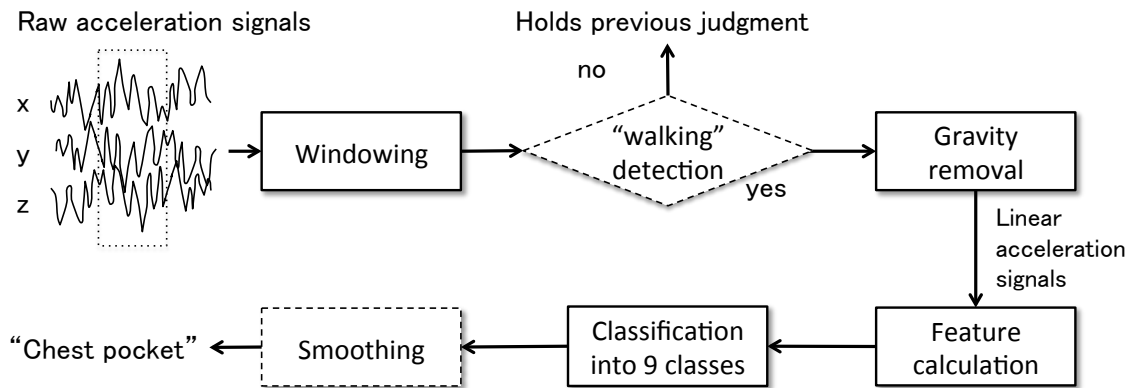 Raw acceleration signals
Holds previous judgment
no
x
y
z
Windowing
“walking”
detection
yes
Gravity
removal
Linear
acceleration
signals
“Chest pocket”
Smoothing
Classification
into 9 classes
Feature
calculation